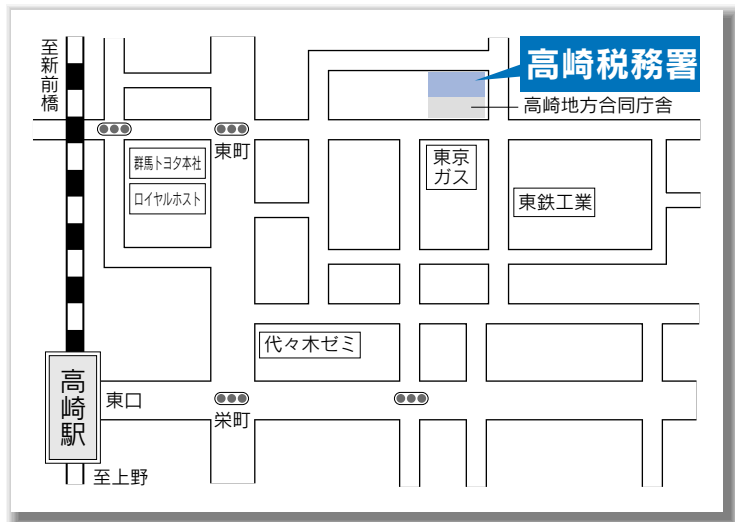 至新前橋
高崎税務署
高崎地方合同庁舎
東町
群馬トヨタ本社
ロイヤルホスト
東京
ガス
東鉄工業
代々木ゼミ
高崎駅
東口
栄町
至上野